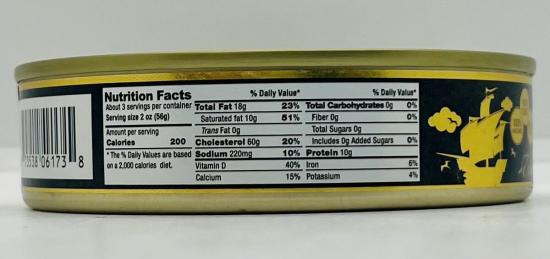 Nutrition Facts
About 3 servings per container
Serving size 2 oz (56g)
Amount per serving
Calories 200
* The % Daily Values are based
on a 2,000 calories diet.
% Daily Value*
Total Fat 18g 23%
Saturated fat 10g 51%
Trans Fat 0g
Cholesterol 60g 20%
Sodium 220mg 10%
Vitamin D 40%
Calcium 15%
% Daily Value*
Total Carbohydrates 0g 0%
Fiber 0g 0%
Total Sugars 0g
Includes 0g Added Sugars 0%
Protein 10g
Iron 6%
Potassium 4%
06173 8